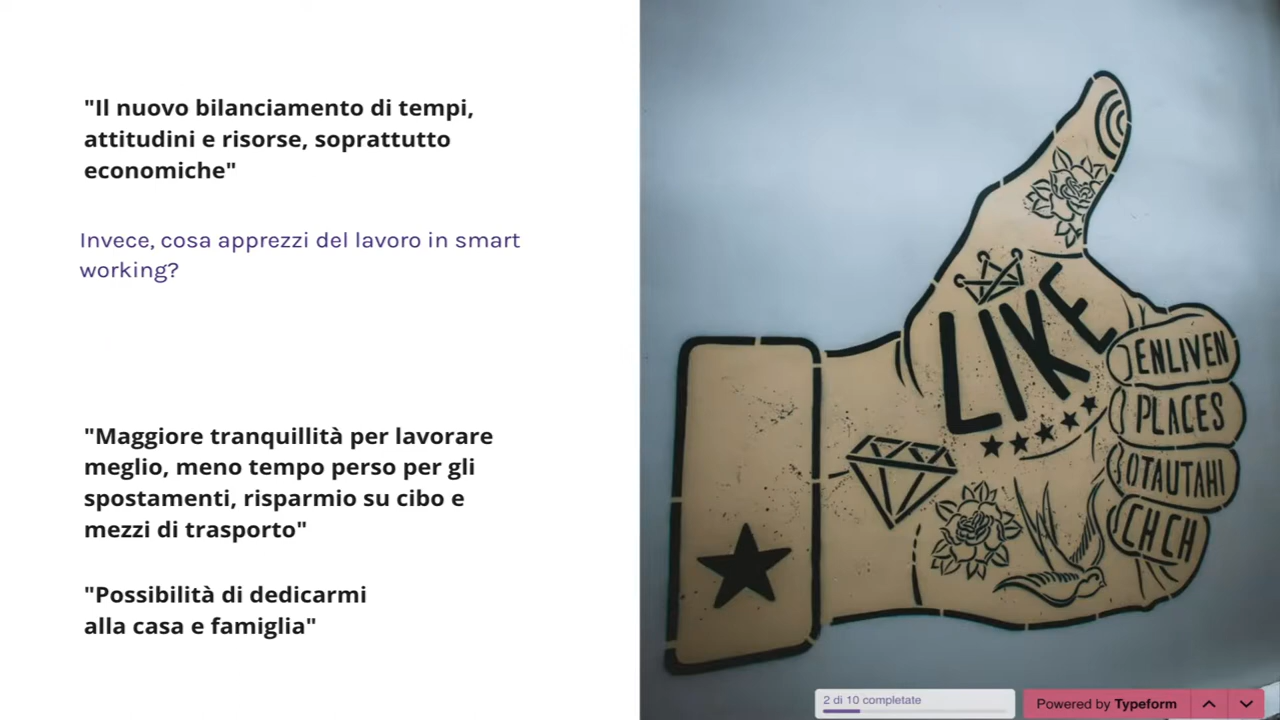 "Il nuovo bilanciamento di tempi,
attitudini e risorse, soprattutto
economiche"
Invece, cosa apprezzi del lavoro in smart
working?
"Maggiore tranquillità per lavorare
meglio, meno tempo perso per gli
spostamenti, risparmio su cibo e
mezzi di trasporto"
"Possibilità di dedicarmi
alla casa e famiglia"
LIKE
ENLIVEN
PLACES
OTAUTAHI
CHCH
2 di 10 completate
Powered by Typeform